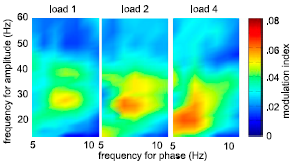 load 1 load 2 load 4
frequency for amplitude (Hz)
60
50
40
30
20
5 10 5 10 5 10
frequency for phase (Hz)
.08
.06
.04
.02
0
modulation index